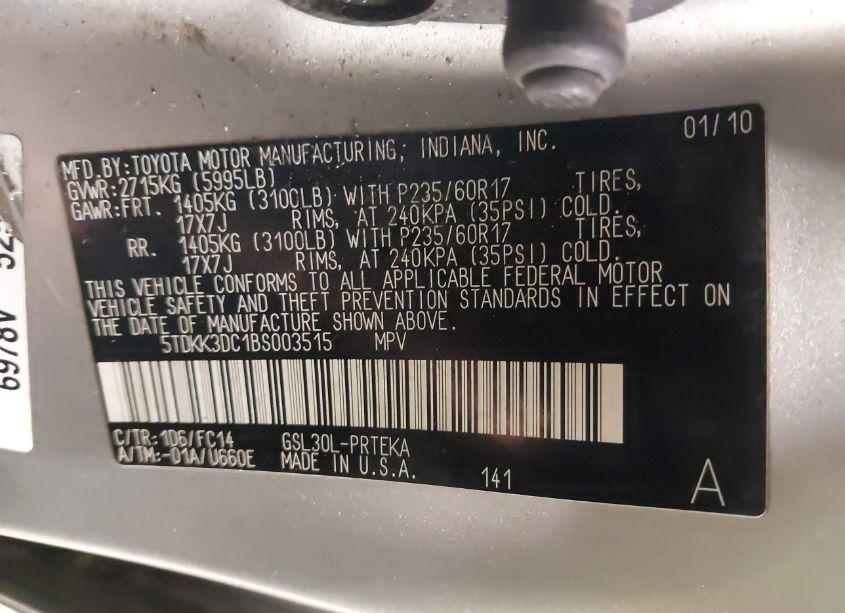 01/10
MFD.BY:TOYOTA MOTOR MANUFACTURING, INDIANA, INC.
GVWR:2715KG (5995LB)
GAWR:FRT. 1405KG (3100LB) WITH P235/60R17 TIRES,
17X7J RIMS, AT 240KPA (35PSI) COLD.
RR. 1405KG (3100LB) WITH P235/60R17 TIRES,
17X7J RIMS, AT 240KPA (35PSI) COLD.
THIS VEHICLE CONFORMS TO ALL APPLICABLE FEDERAL MOTOR
VEHICLE SAFETY AND THEFT PREVENTION STANDARDS IN EFFECT ON
THE DATE OF MANUFACTURE SHOWN ABOVE.
5TDKK3DC1BS003515 MPV
C/TR:1D6/FC14 GSL30L-PRTEKA
A/TM:-01A/U660E MADE IN U.S.A.
141
A
6978V